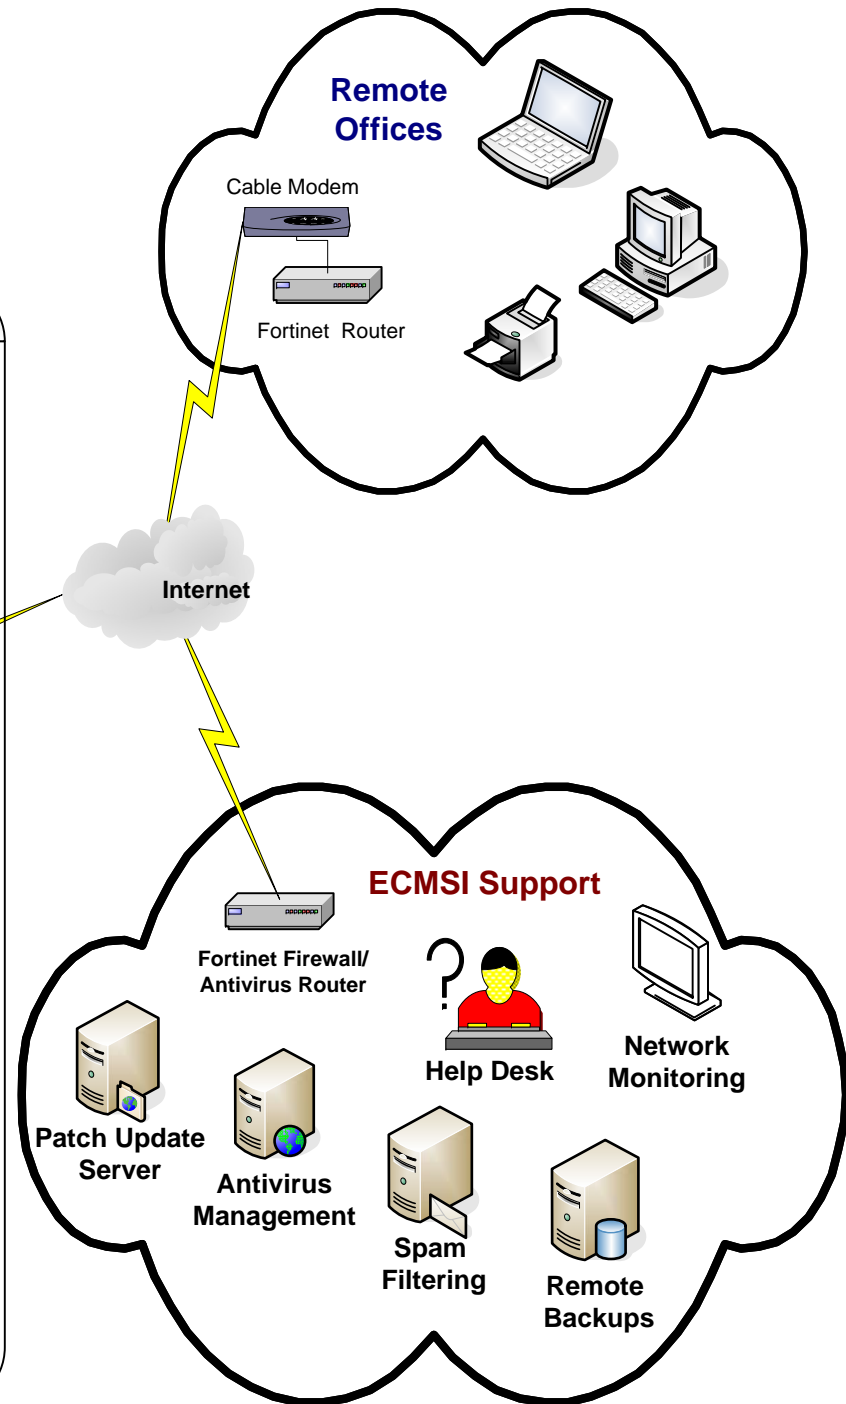 Remote
Offices
Cable Modem
Fortinet Router
Internet
ECMSI Support
Fortinet Firewall/
Antivirus Router
Help Desk
Network
Monitoring
Patch Update
Server
Antivirus
Management
Spam
Filtering
Remote
Backups